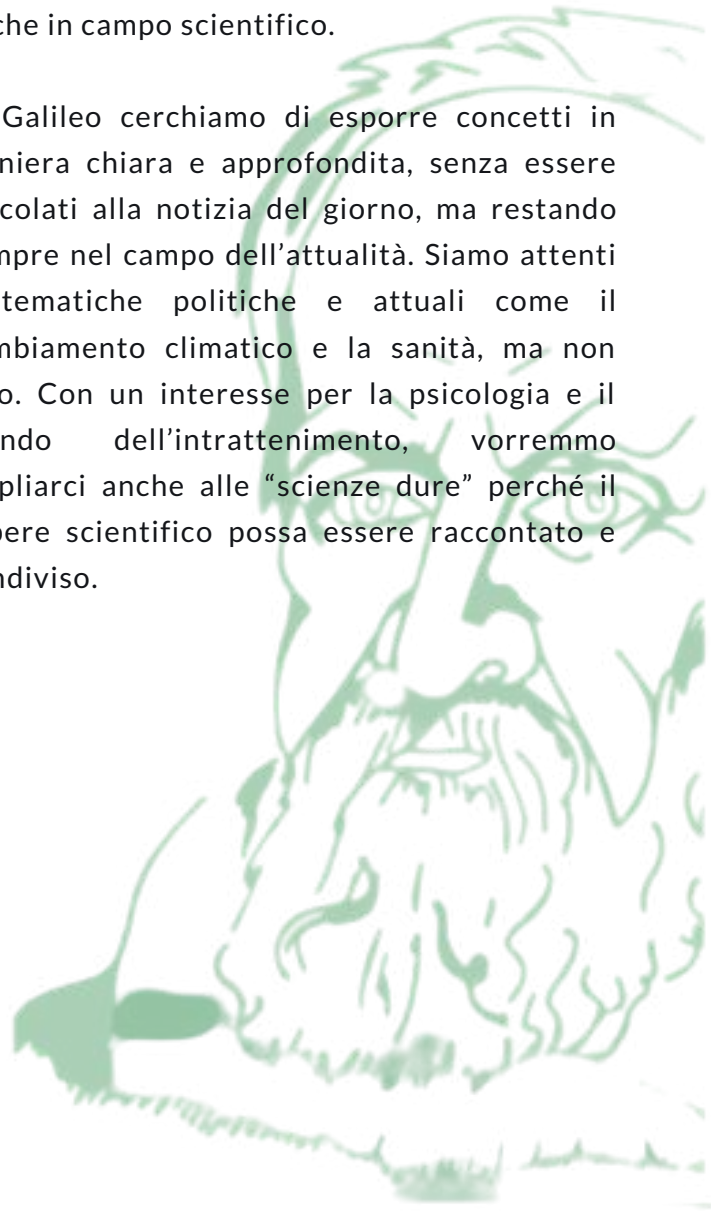 che in campo scientifico.
Galileo cerchiamo di esporre concetti in
niera chiara e approfondita, senza essere
colati alla notizia del giorno, ma restando
mpre nel campo dell’attualità. Siamo attenti
tematiche politiche e attuali come il
mbiamento climatico e la sanità, ma non
o. Con un interesse per la psicologia e il
ndo dell’intrattenimento, vorremmo
pliarci anche alle “scienze dure” perché il
pere scientifico possa essere raccontato e
ndiviso.